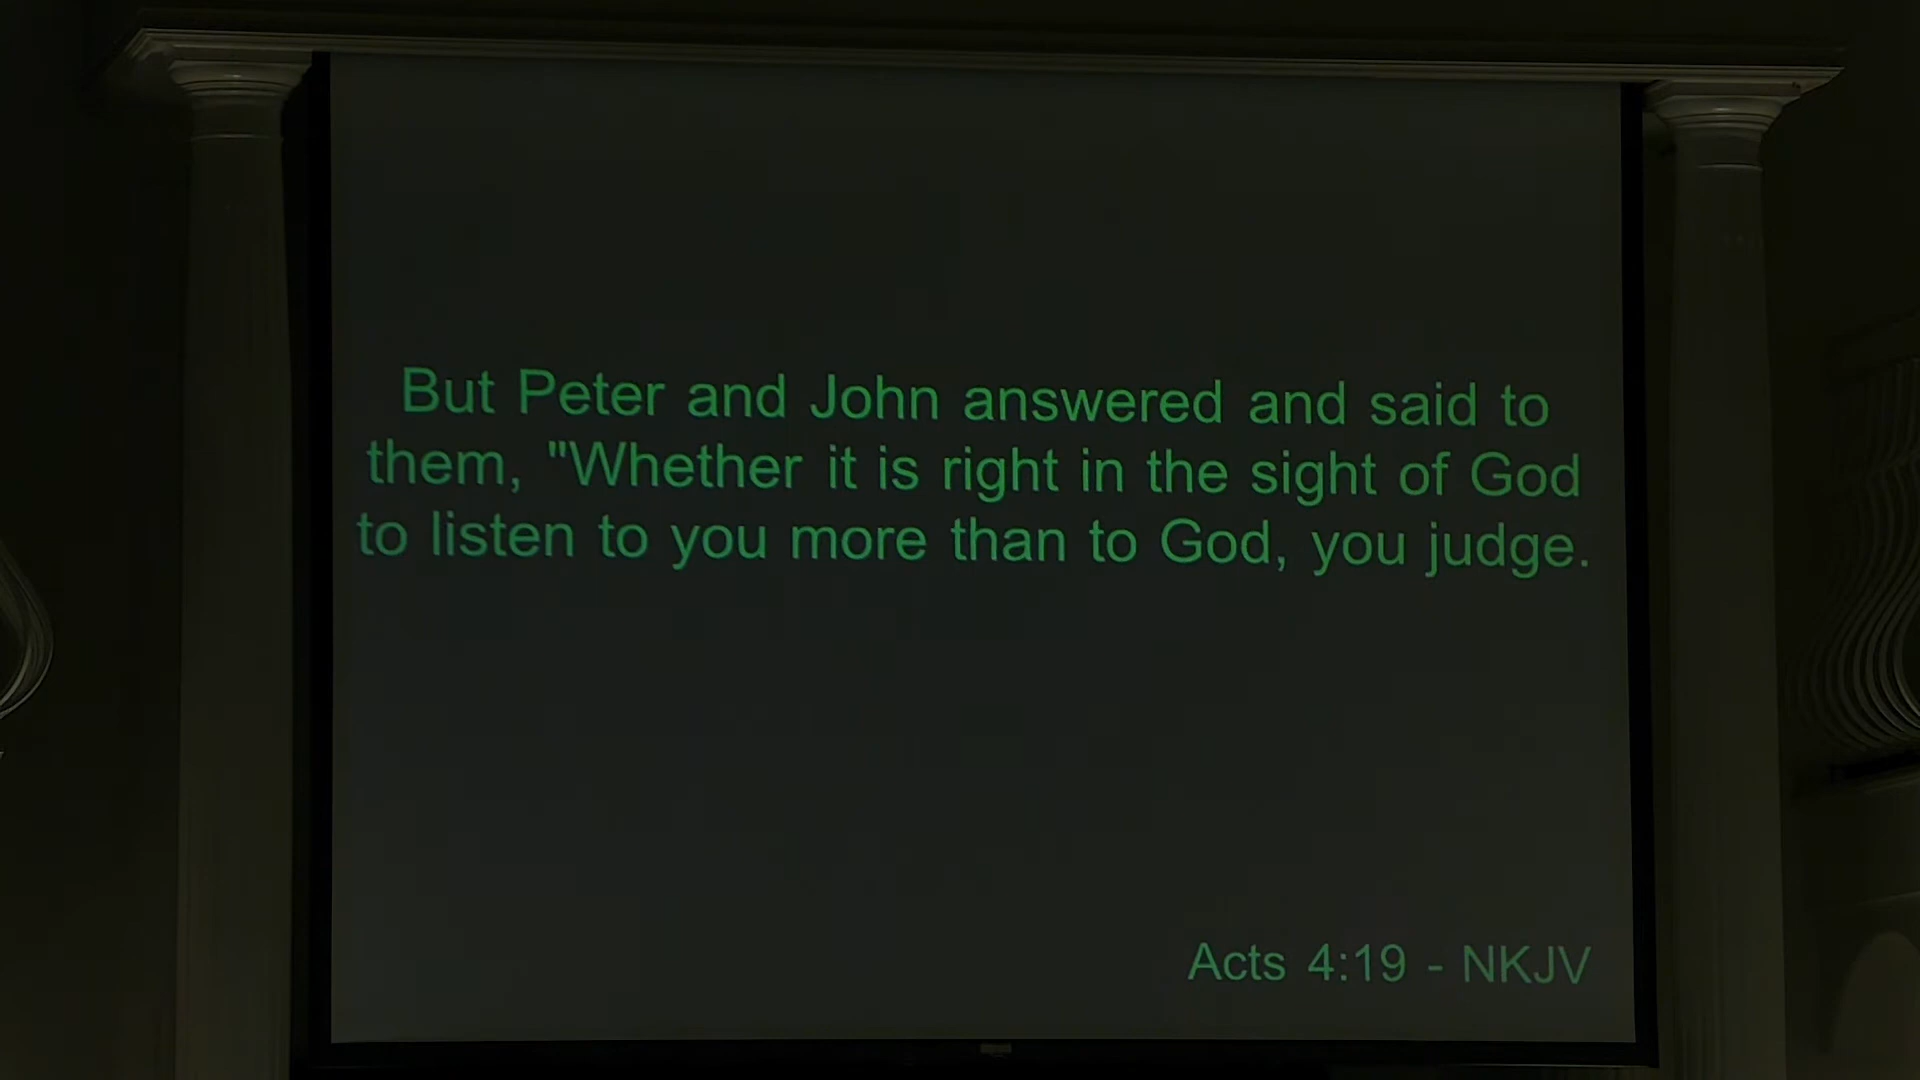 But Peter and John answered and said to
them, "Whether it is right in the sight of God
to listen to you more than to God, you judge.
Acts 4:19 - NKJV